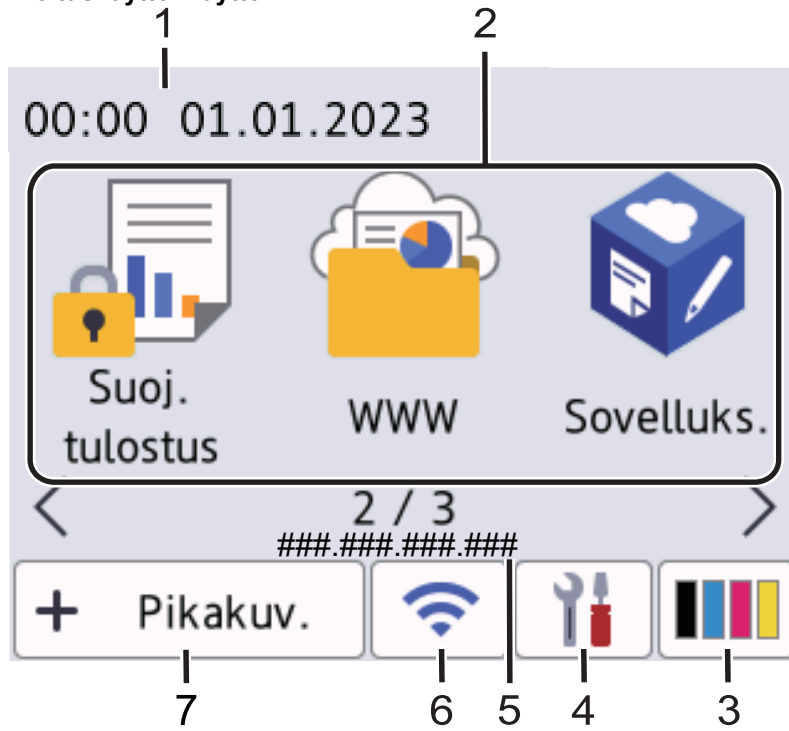 1 2
00:00 01.01.2023
Suoj.
tulostus
WWW
Sovelluks.
< 2 / 3 >
###.###.###.###
+ Pikakuv.
7 6 5 4 3